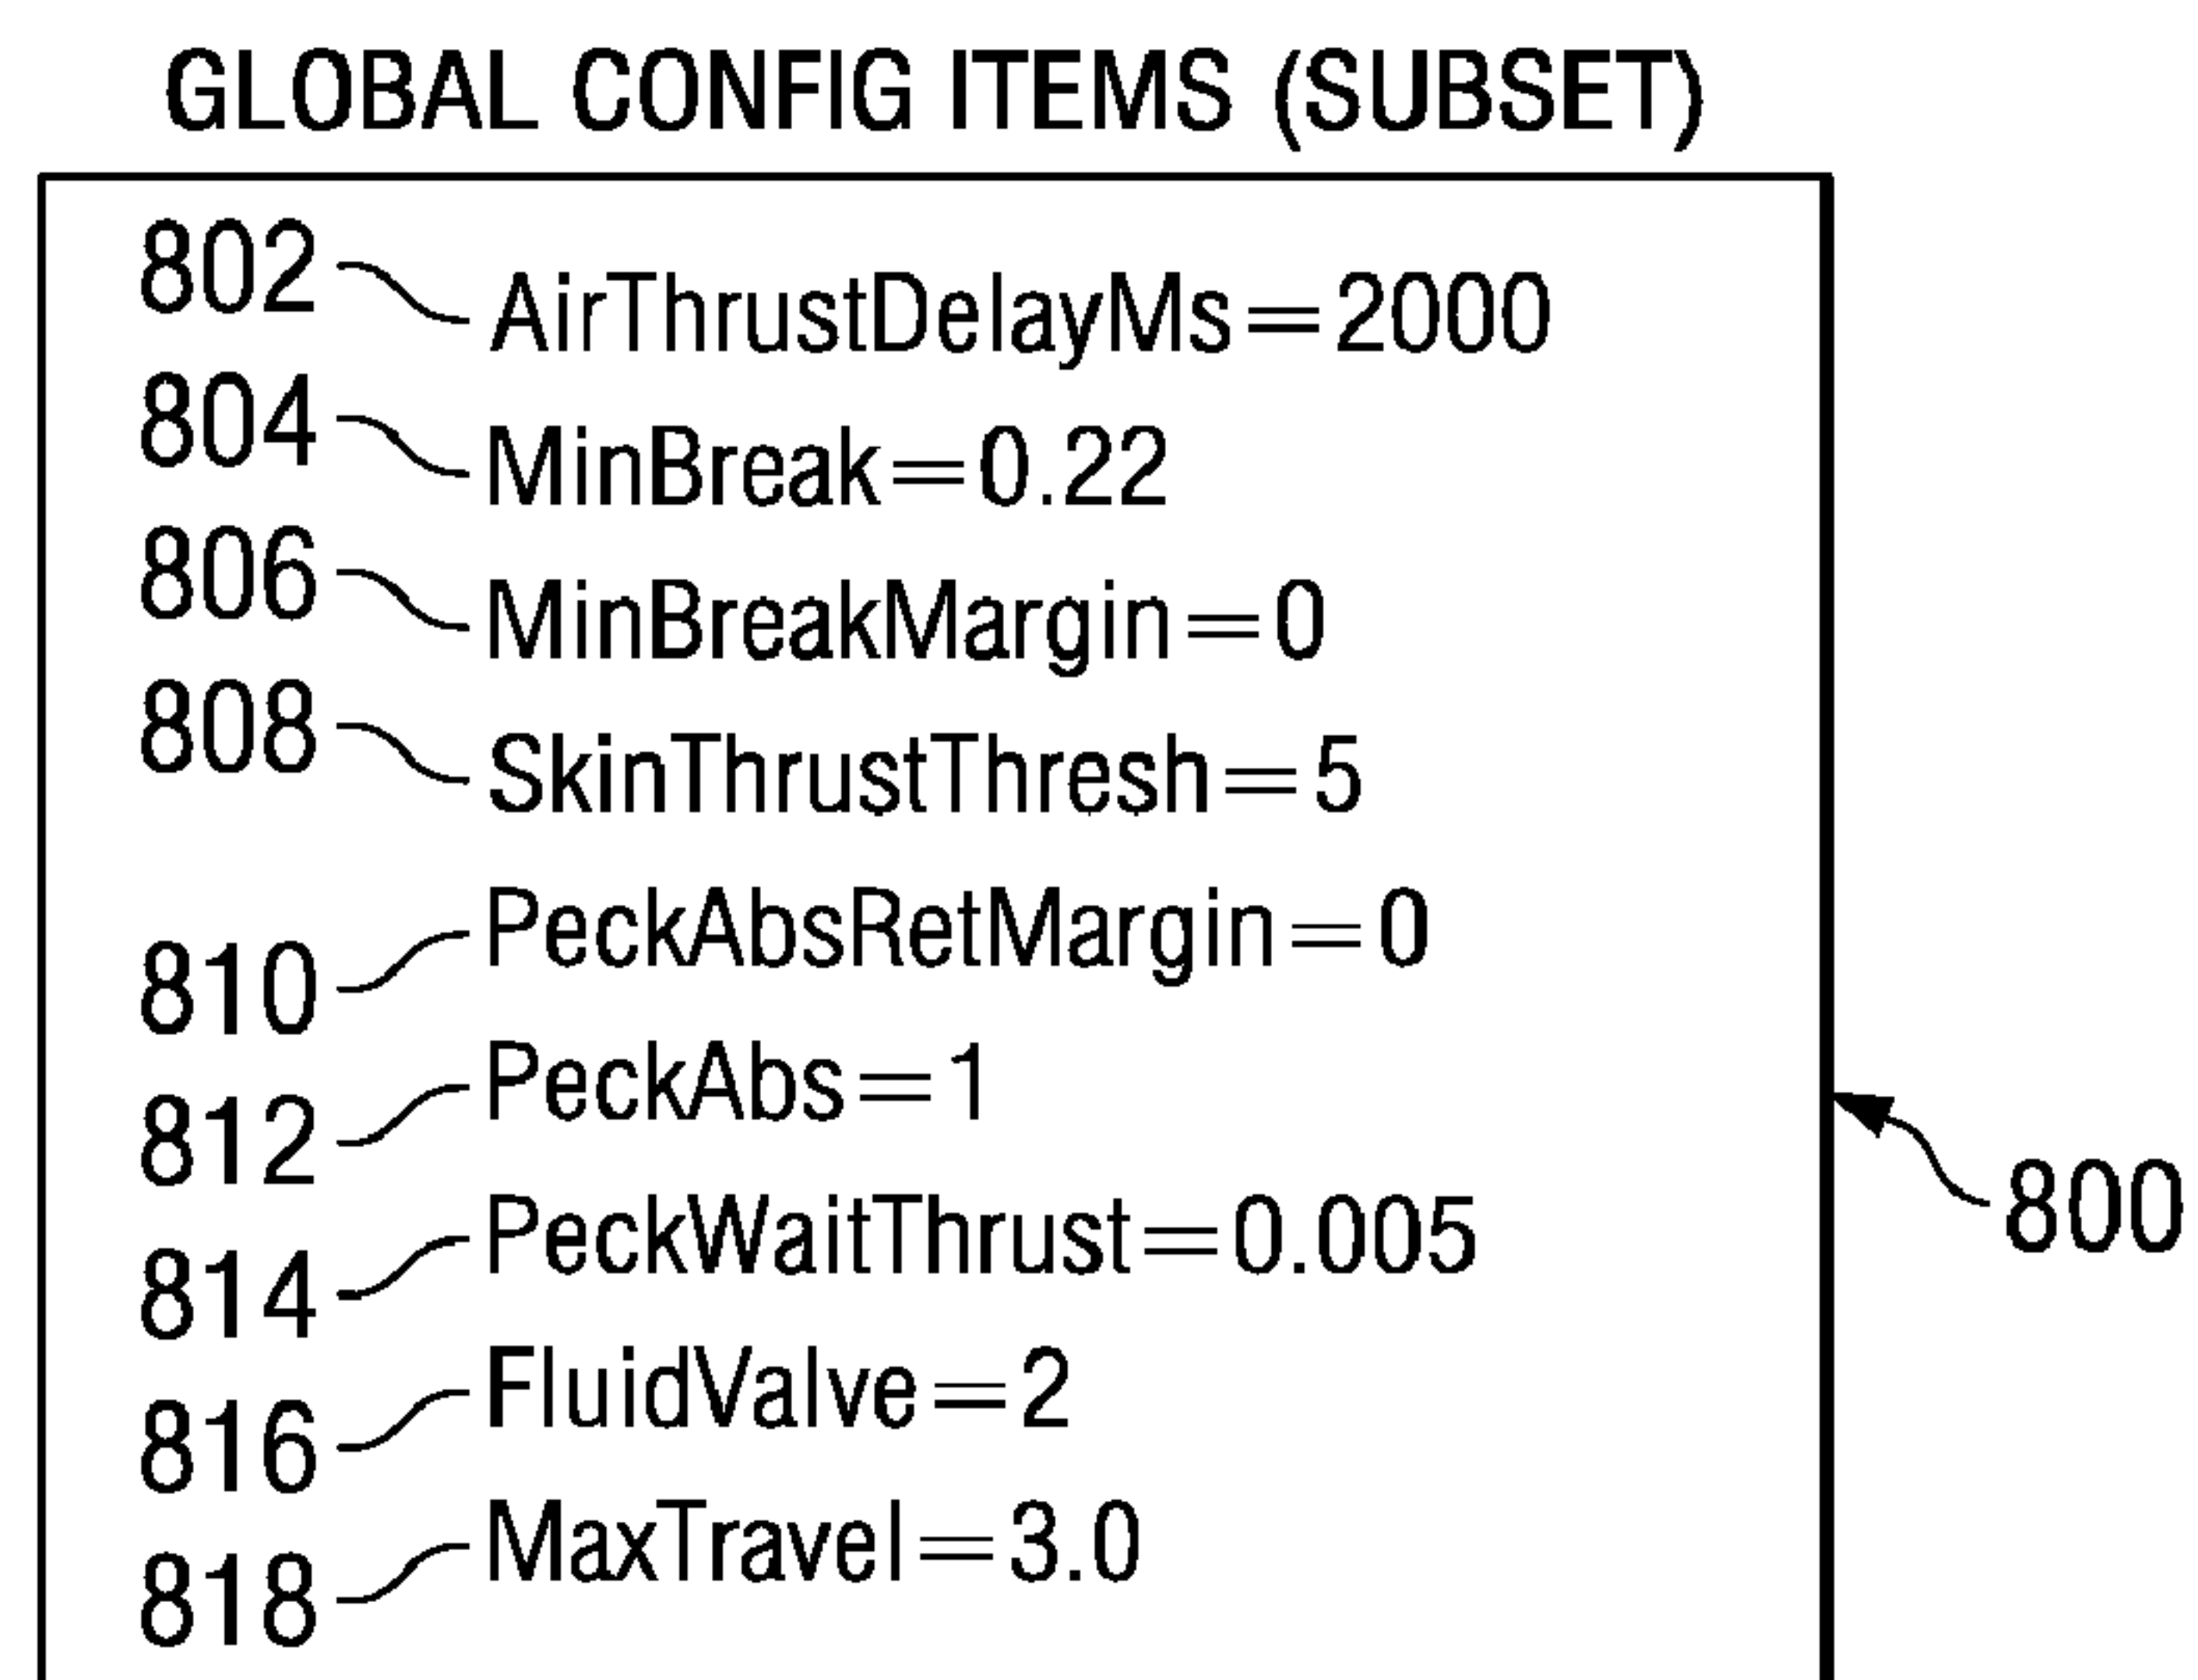 GLOBAL CONFIG ITEMS (SUBSET)
802 AirThrustDelayMs=2000
804 MinBreak=0.22
806 MinBreakMargin=0
808 SkinThrustThresh=5
810 PeckAbsRetMargin=0
812 PeckAbs=1
814 PeckWaitThrust=0.005
816 FluidValve=2
818 MaxTravel=3.0
800